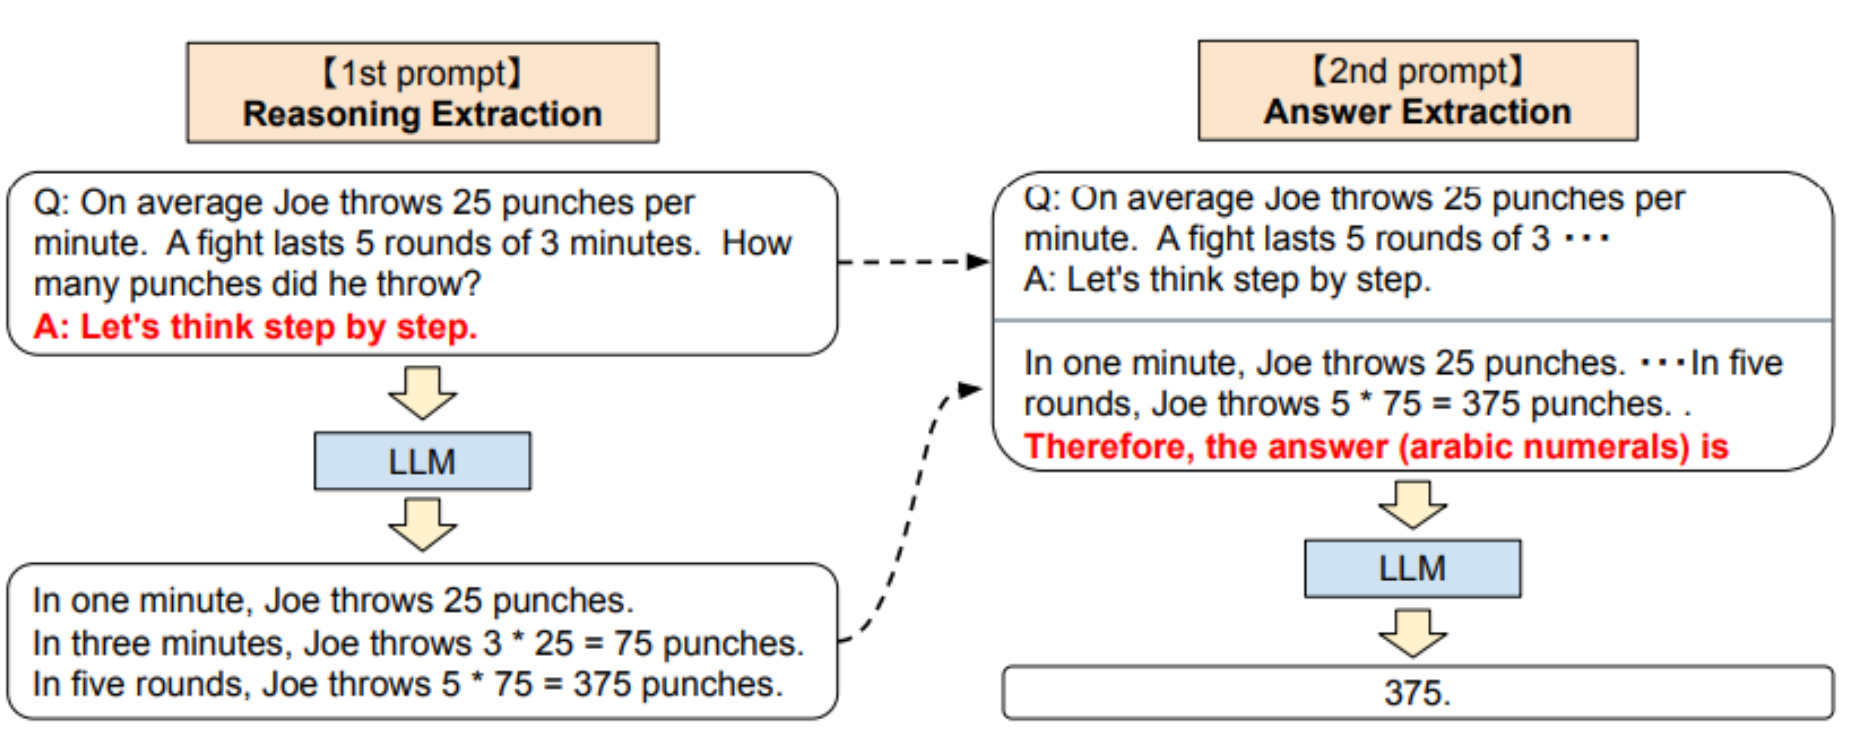 【1st prompt】
Reasoning Extraction
Q: On average Joe throws 25 punches per
minute.  A fight lasts 5 rounds of 3 minutes.  How
many punches did he throw?
A: Let's think step by step.
LLM
In one minute, Joe throws 25 punches.
In three minutes, Joe throws 3 * 25 = 75 punches.
In five rounds, Joe throws 5 * 75 = 375 punches.
【2nd prompt】
Answer Extraction
Q: On average Joe throws 25 punches per
minute.  A fight lasts 5 rounds of 3 ･･･
A: Let's think step by step.
In one minute, Joe throws 25 punches. ･･･In five
rounds, Joe throws 5 * 75 = 375 punches. .
Therefore, the answer (arabic numerals) is
LLM
375.